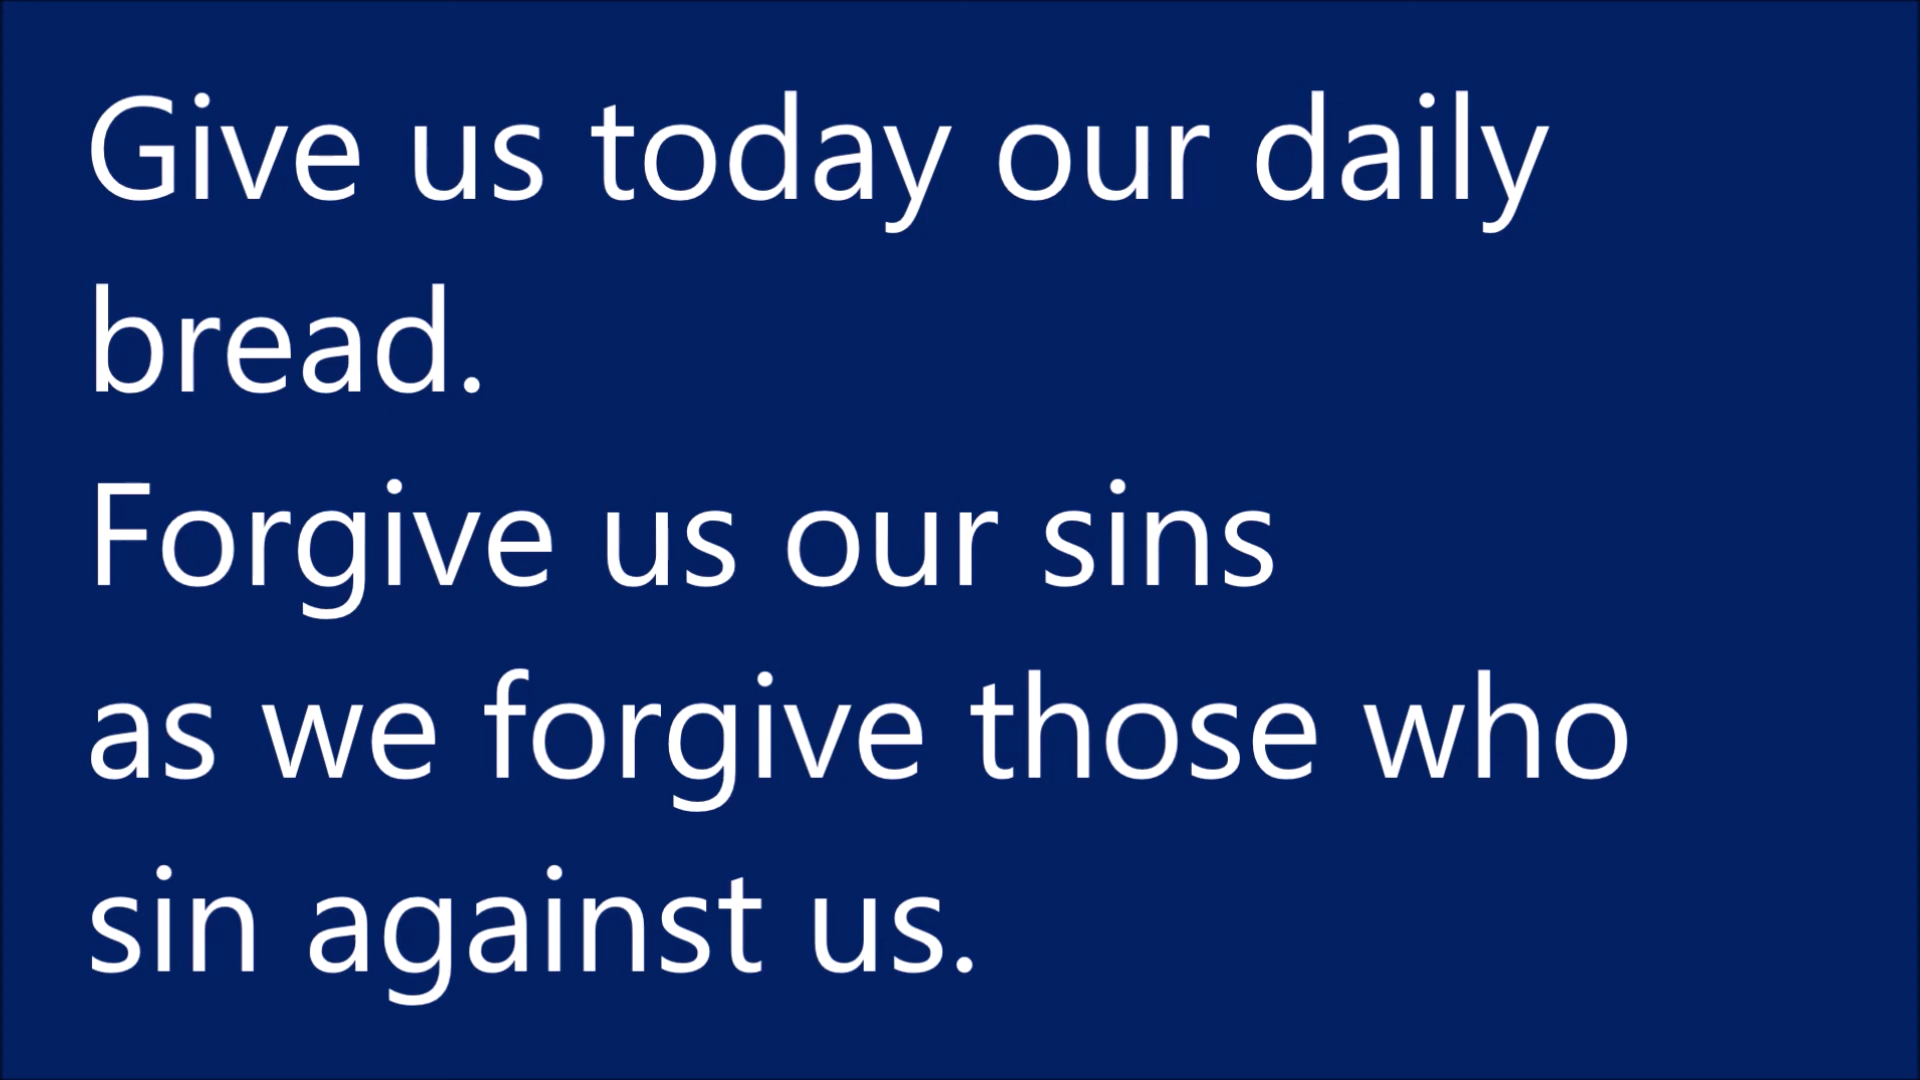 Give us today our daily
bread.
Forgive us our sins
as we forgive those who
sin against us.